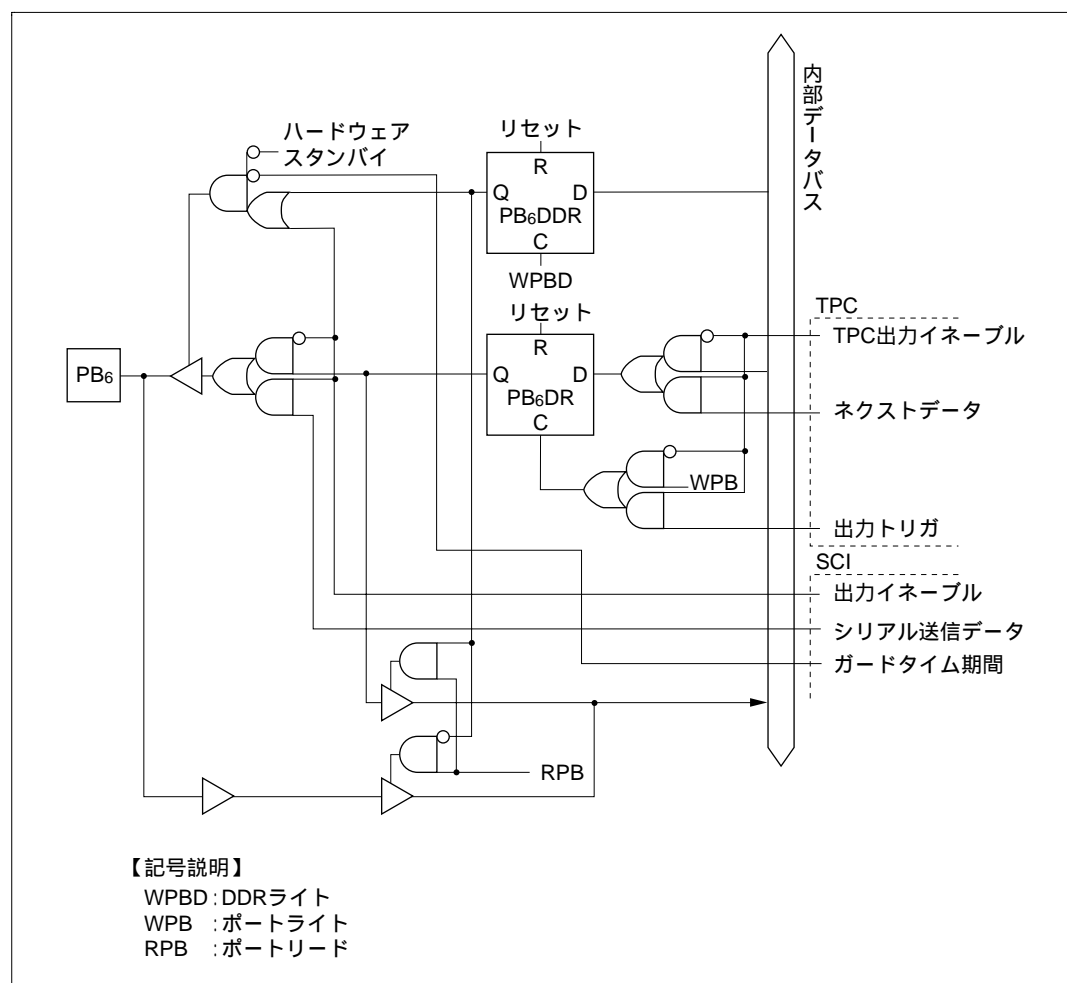 内部データバス
ハードウェア
スタンバイ
リセット
R
Q
D
PB6DDR
C
WPBD
リセット
R
Q
D
PB6DR
C
PB6
TPC
TPC出力イネーブル
ネクストデータ
WPB
出力トリガ
SCI
出力イネーブル
シリアル送信データ
ガードタイム期間
RPB
【記号説明】
WPBD : DDRライト
WPB : ポートライト
RPB : ポートリード